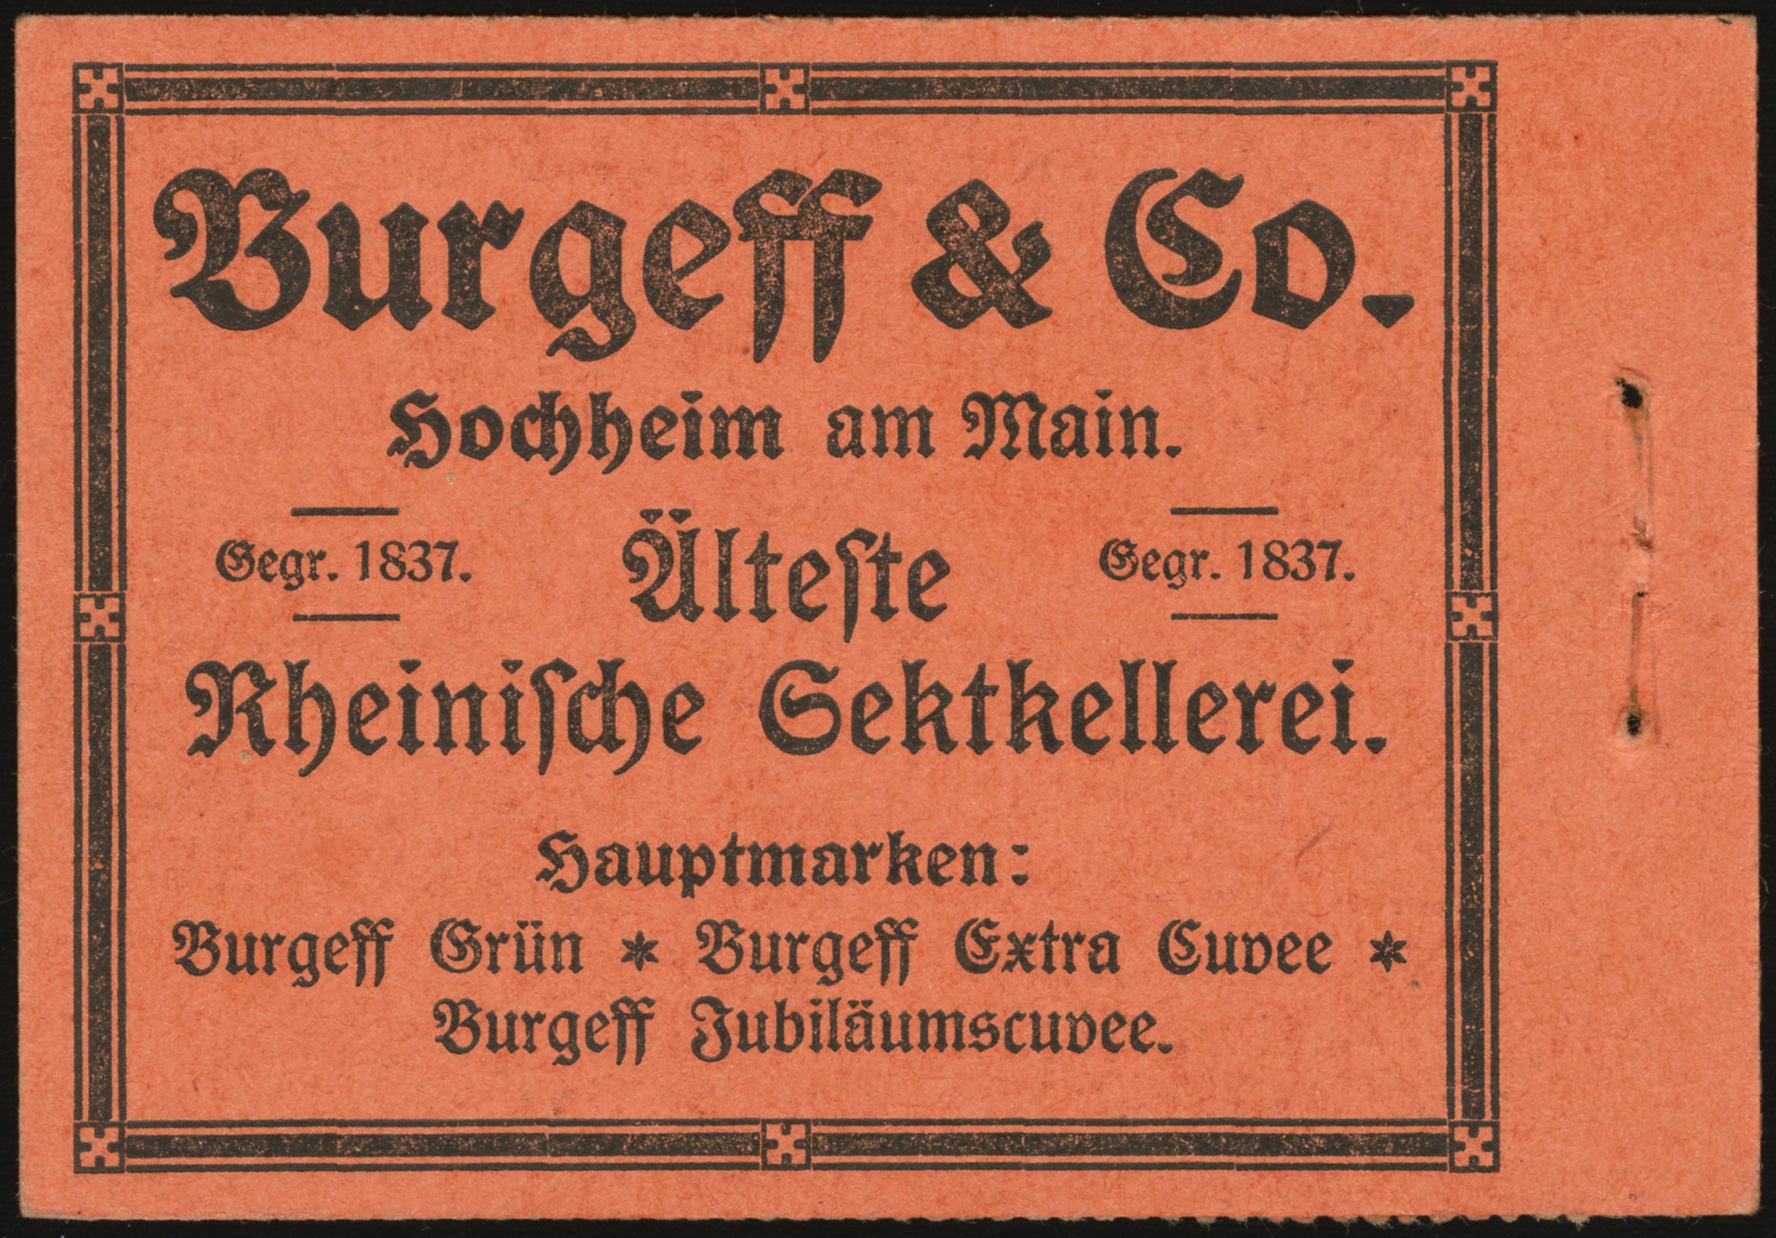 Burgeff & Co.
Hochheim am Main.
Gegr. 1837. Älteſte Gegr. 1837.
Rheiniſche Sektkellerei.
Hauptmarken:
Burgeff Grün * Burgeff Extra Cuvee *
Burgeff Jubiläumscuvee.